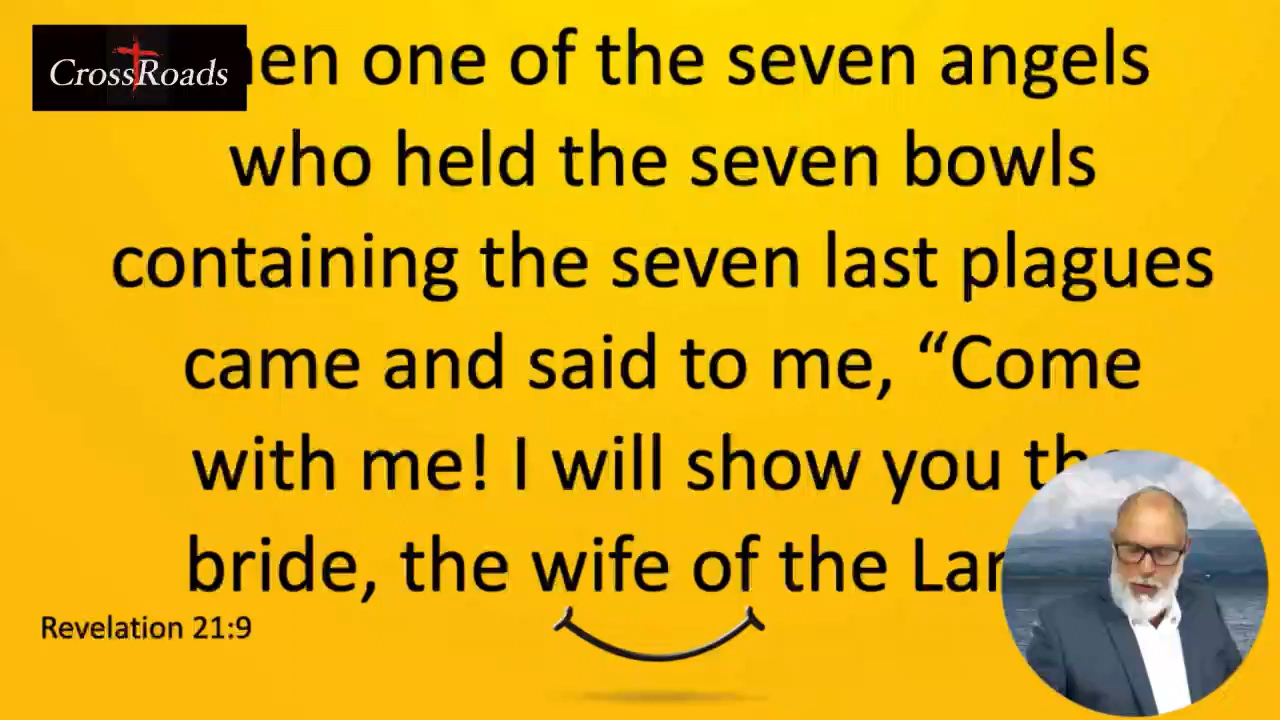 CrossRoads
en one of the seven angels
who held the seven bowls
containing the seven last plagues
came and said to me, “Come
with me! I will show you
bride, the wife of the
Revelation 21:9